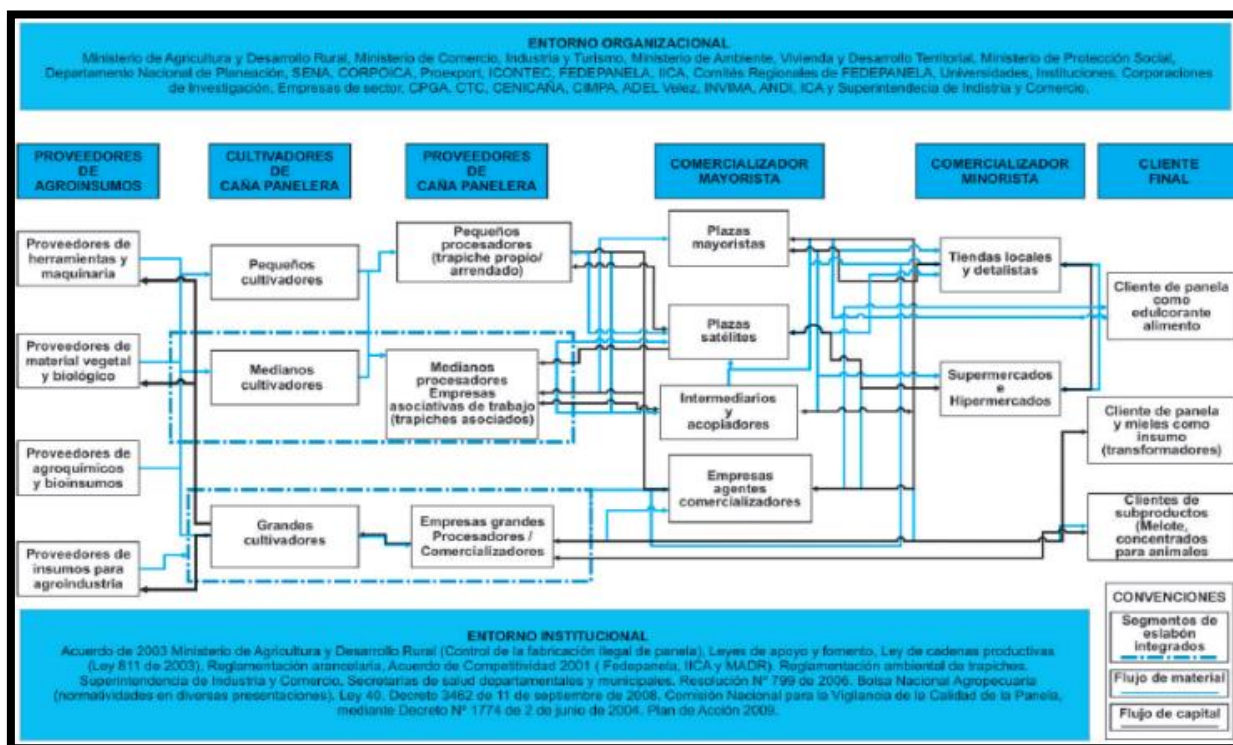 ENTORNO ORGANIZACIONAL
Ministerio de Agricultura y Desarrollo Rural, Ministerio de Comercio, Industria y Turismo, Ministerio de Ambiente, Vivienda y Desarrollo Territorial, Ministerio de Protección Social,
Departamento Nacional de Planeación, SENA, CORPOICA, Proexport, ICONTEC, FEDEPANELA, IICA, Comités Regionales de FEDEPANELA, Universidades, Instituciones, Corporaciones
de Investigación, Empresas de sector, CPGA, CTC, CENICAÑA, CIMPA, ADEL Velez, INVIMA, ANDI, ICA y Superintendecia de Indistria y Comercio.
PROVEEDORES
DE
AGROINSUMOS
CULTIVADORES
DE
CAÑA PANELERA
PROVEEDORES
DE
CAÑA PANELERA
COMERCIALIZADOR
MAYORISTA
COMERCIALIZADOR
MINORISTA
CLIENTE
FINAL
Proveedores de
herramientas y
maquinaria
Proveedores de
material vegetal
y biológico
Proveedores de
agroquímicos
y bioinsumos
Proveedores de
insumos para
agroindustria
Pequeños
cultivadores
Medianos
cultivadores
Grandes
cultivadores
Pequeños
procesadores
(trapiche propio/
arrendado)
Medianos
procesadores
Empresas
asociativas de trabajo
(trapiches asociados)
Empresas grandes
Procesadores /
Comercializadores
Plazas
mayoristas
Plazas
satélites
Intermediarios
y
acopiadores
Empresas
agentes
comercializadores
Tiendas locales
y detalistas
Supermercados
e
Hipermercados
Cliente de panela
como
edulcorante
alimento
Cliente de panela
y mieles como
insumo
(transformadores)
Clientes de
subproductos
(Melote,
concentrados
para animales
CONVENCIONES
Segmentos de
eslabón
integrados
Flujo de material
Flujo de capital
ENTORNO INSTITUCIONAL
Acuerdo de 2003 Ministerio de Agricultura y Desarrollo Rural (Control de la fabricación ilegal de panela), Leyes de apoyo y fomento, Ley de cadenas productivas
(Ley 811 de 2003), Reglamentación arancelaria, Acuerdo de Competitividad 2001 ( Fedepanela, IICA y MADR). Reglamentación ambiental de trapiches.
Superintendencia de Industria y Comercio, Secretarias de salud departamentales y municipales. Resolución Nº 799 de 2006. Bolsa Nacional Agropecuaria
(normatividades en diversas presentaciones). Ley 40. Decreto 3462 de 11 de septiembre de 2008. Comisión Nacional para la Vigilancia de la Calidad de la Panela,
mediante Decreto Nº 1774 de 2 de junio de 2004. Plan de Acción 2009.